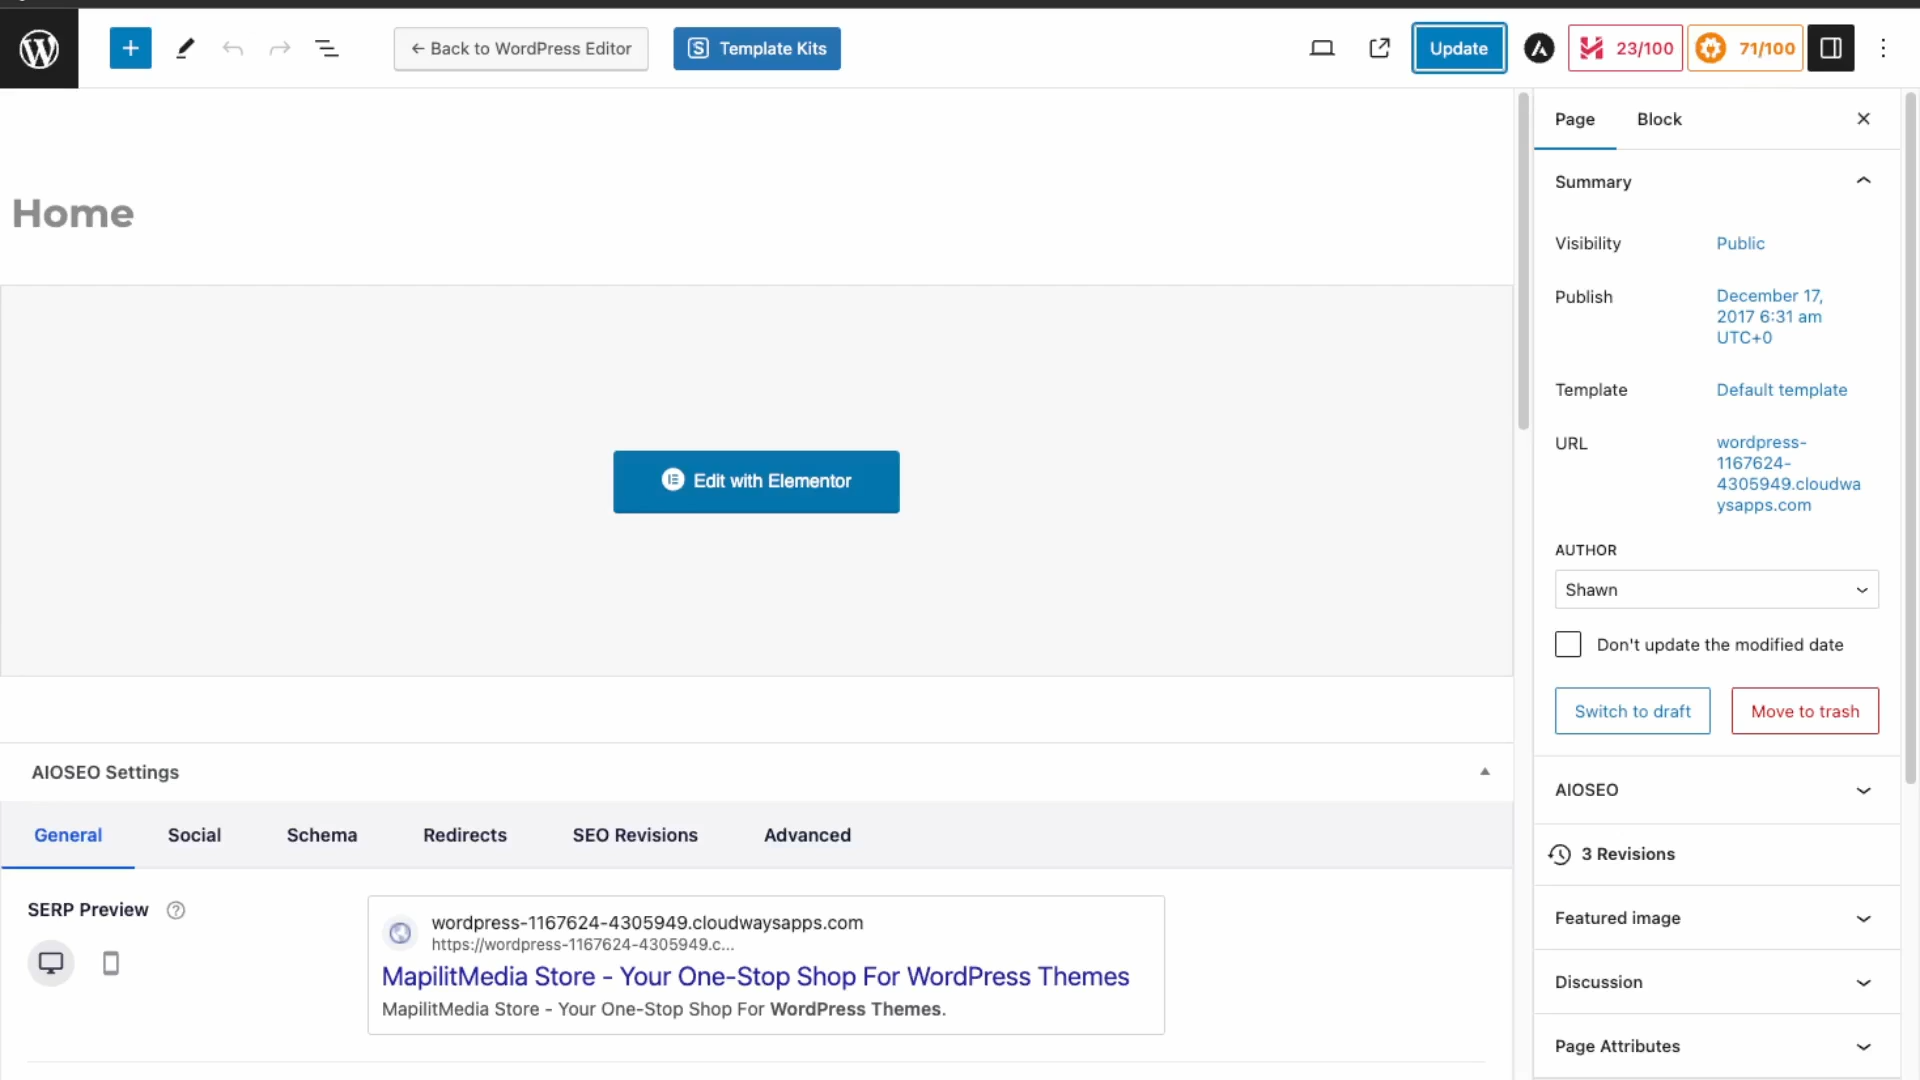 ← Back to WordPress Editor
Template Kits
Update
23/100
71/100
Page
Block
Summary
Home
Visibility
Public
Publish
December 17,
2017 6:31 am
UTC+0
Template
Default template
URL
wordpress-
1167624-
4305949.cloudwa
ysapps.com
Edit with Elementor
AUTHOR
Shawn
Don't update the modified date
Switch to draft
Move to trash
AIOSEO Settings
AIOSEO
General
Social
Schema
Redirects
SEO Revisions
Advanced
3 Revisions
SERP Preview
wordpress-1167624-4305949.cloudwaysapps.com
https://wordpress-1167624-4305949.c...
MapilitMedia Store - Your One-Stop Shop For WordPress Themes
MapilitMedia Store - Your One-Stop Shop For WordPress Themes.
Featured image
Discussion
Page Attributes